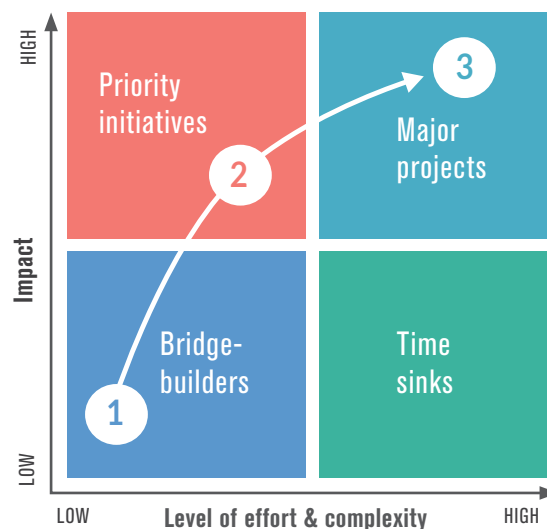 HIGH
Impact
LOW
Priority
initiatives
2
3
Major
projects
1
Bridge-
builders
Time
sinks
LOW
Level of effort & complexity
HIGH